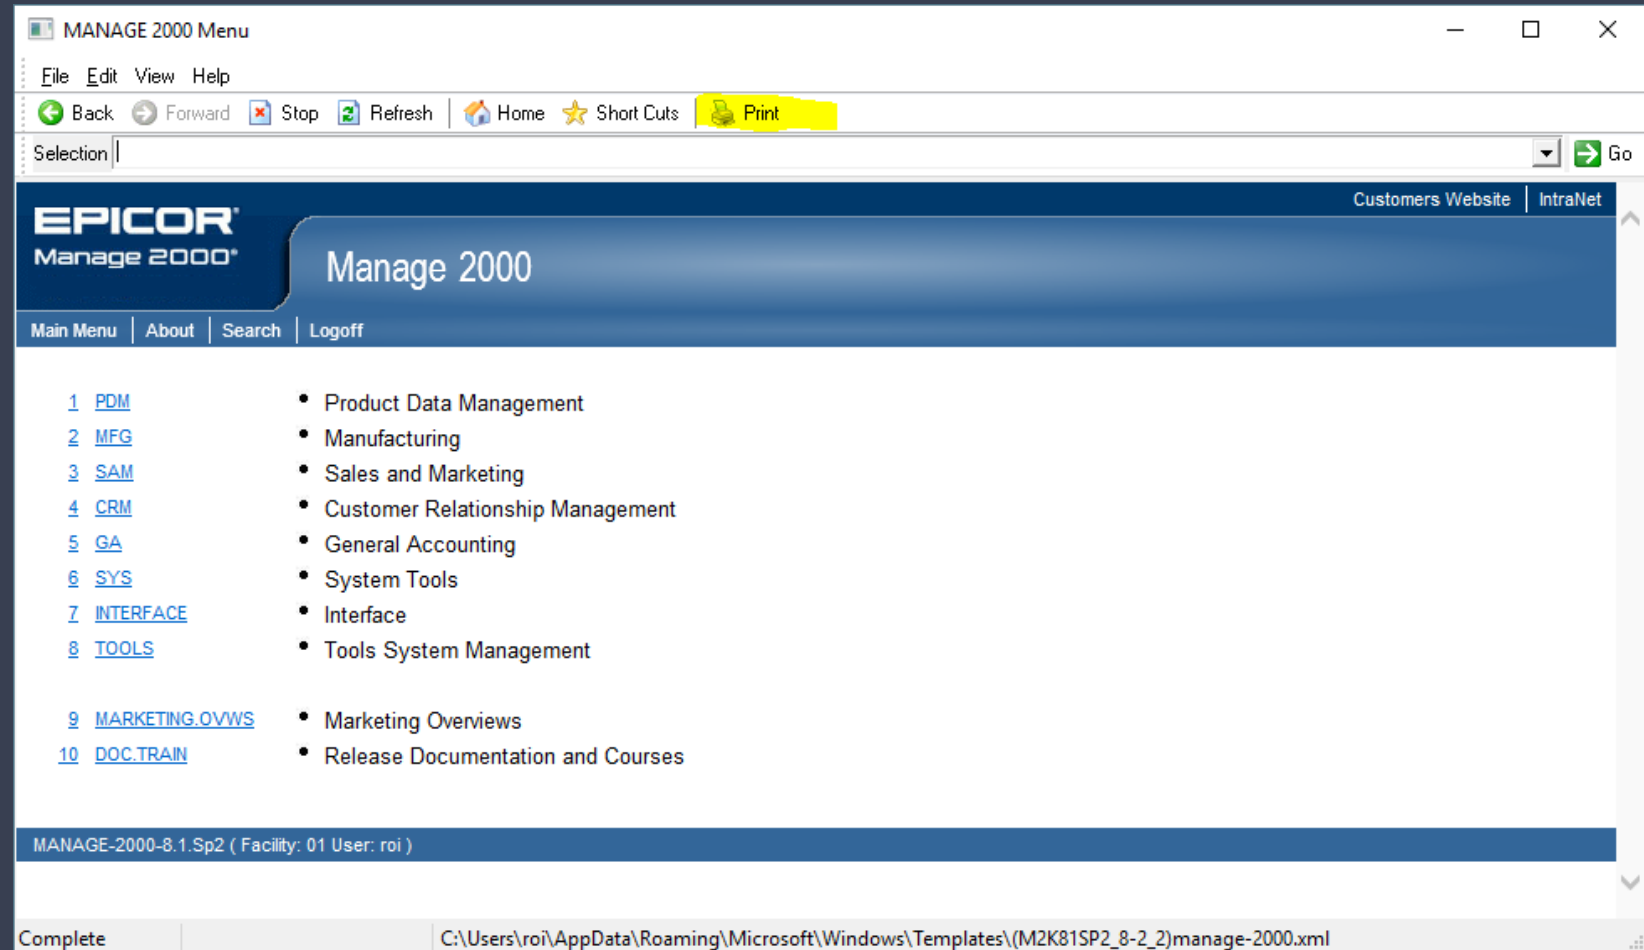 MANAGE 2000 Menu
File Edit View Help
Back Forward Stop Refresh Home Short Cuts Print
Selection Go
Customers Website IntraNet
EPICOR
Manage 2000®
Manage 2000
Main Menu About Search Logoff
1 PDM • Product Data Management
2 MFG • Manufacturing
3 SAM • Sales and Marketing
4 CRM • Customer Relationship Management
5 GA • General Accounting
6 SYS • System Tools
7 INTERFACE • Interface
8 TOOLS • Tools System Management
9 MARKETING.OVWS • Marketing Overviews
10 DOC.TRAIN • Release Documentation and Courses
MANAGE-2000-8.1.Sp2 ( Facility: 01 User: roi )
Complete C:\Users\roi\AppData\Roaming\Microsoft\Windows\Templates\(M2K81SP2_8-2_2)manage-2000.xml